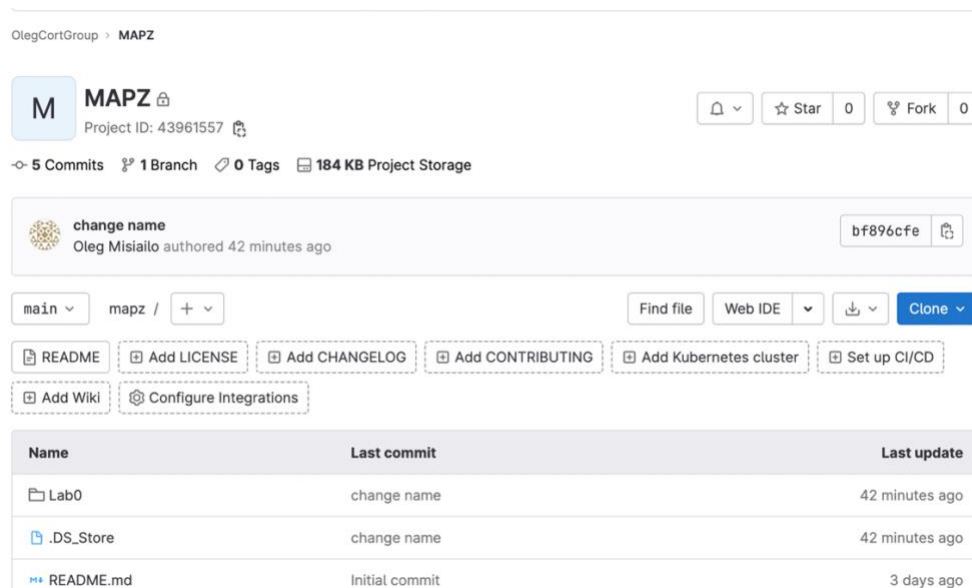 OlegCortGroup > MAPZ
M
MAPZ
Project ID: 43961557
Star 0
Fork 0
5 Commits 1 Branch 0 Tags 184 KB Project Storage
change name
Oleg Misiailo authored 42 minutes ago
bf896cfe
main mapz / +
Find file Web IDE Clone
README Add LICENSE Add CHANGELOG Add CONTRIBUTING Add Kubernetes cluster Set up CI/CD
Add Wiki Configure Integrations
Name Last commit Last update
Lab0 change name 42 minutes ago
.DS_Store change name 42 minutes ago
README.md Initial commit 3 days ago